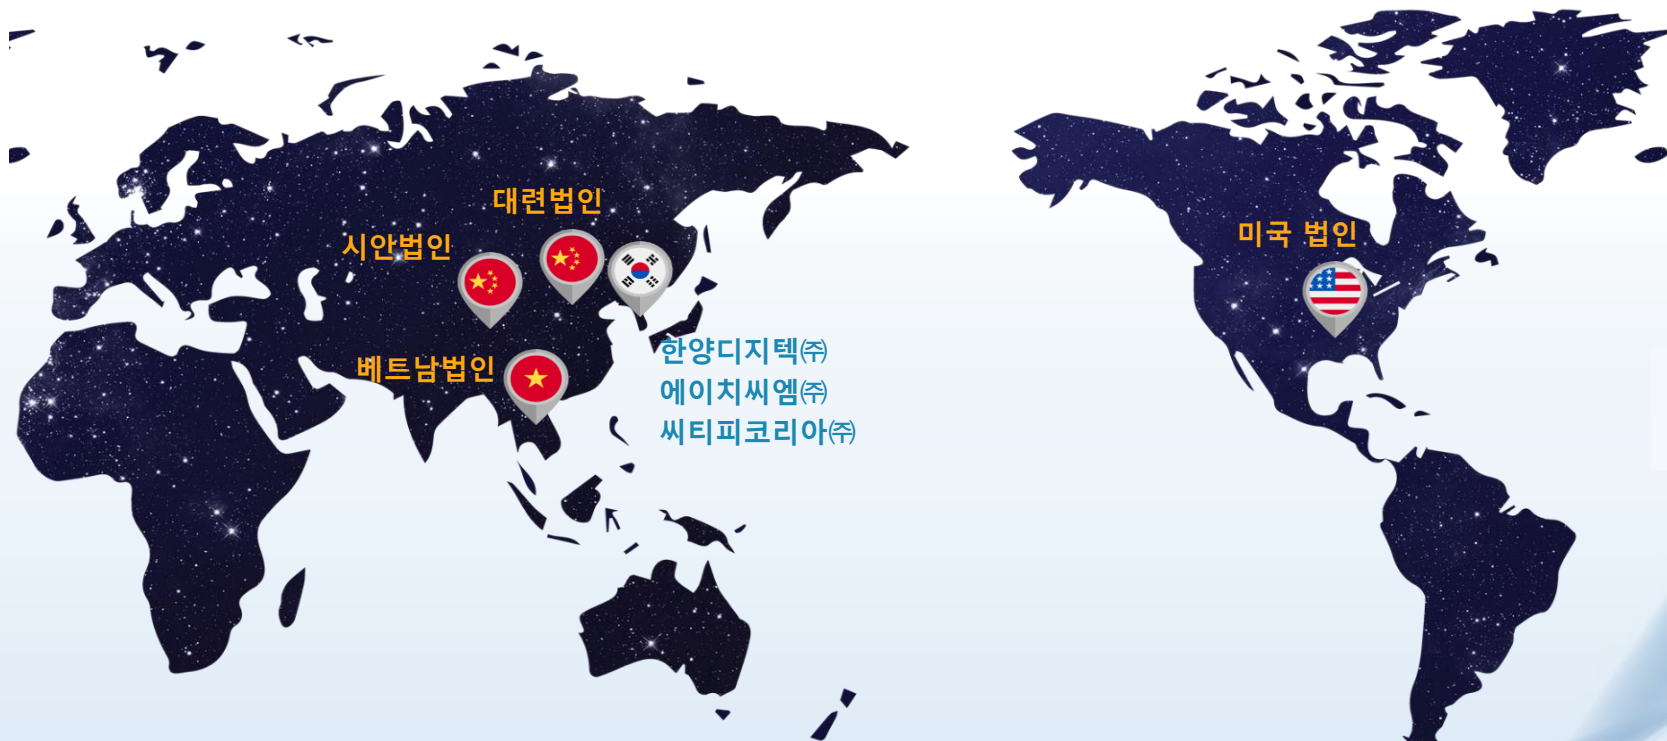 대련법인
시안법인
미국 법인
베트남법인
한양디지텍㈜
에이치씨엠㈜
씨티피코리아㈜